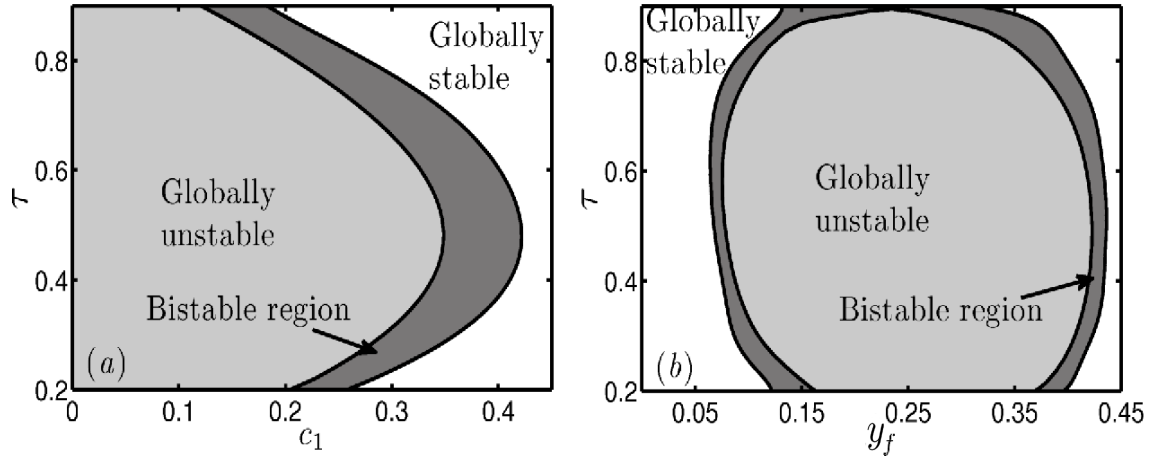 Globally
stable
0.8
0.6
τ
Globally
unstable
0.4
Bistable region
(a)
0.2
0 0.1 0.2 0.3 0.4
c₁
Globally
stable
0.8
0.6
τ
Globally
unstable
0.4
Bistable region
(b)
0.2
0.05 0.15 0.25 0.35 0.45
y_f